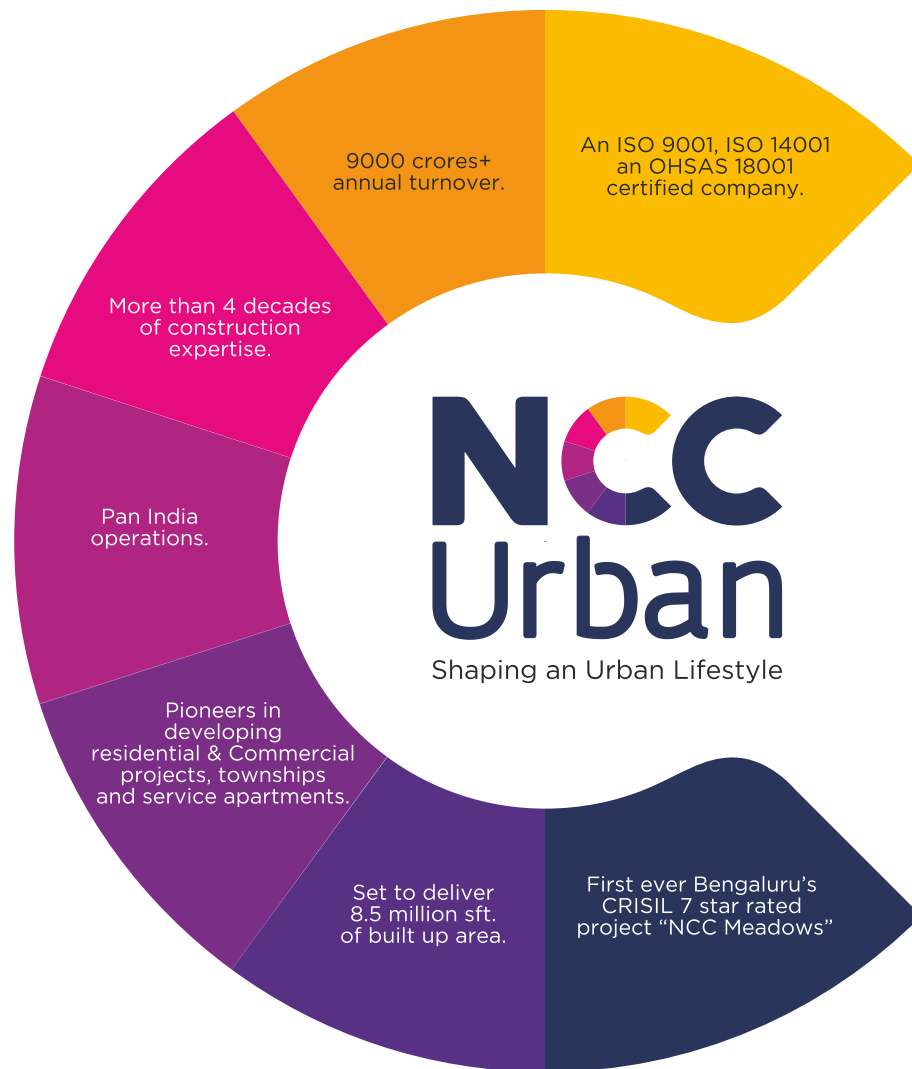 An ISO 9001, ISO 14001
an OHSAS 18001
certified company.
9000 crores+
annual turnover.
More than 4 decades
of construction
expertise.
Pan India
operations.
Pioneers in
developing
residential & Commercial
projects, townships
and service apartments.
Set to deliver
8.5 million sft.
of built up area.
First ever Bengaluru’s
CRISIL 7 star rated
project “NCC Meadows”
NCC
Urban
Shaping an Urban Lifestyle